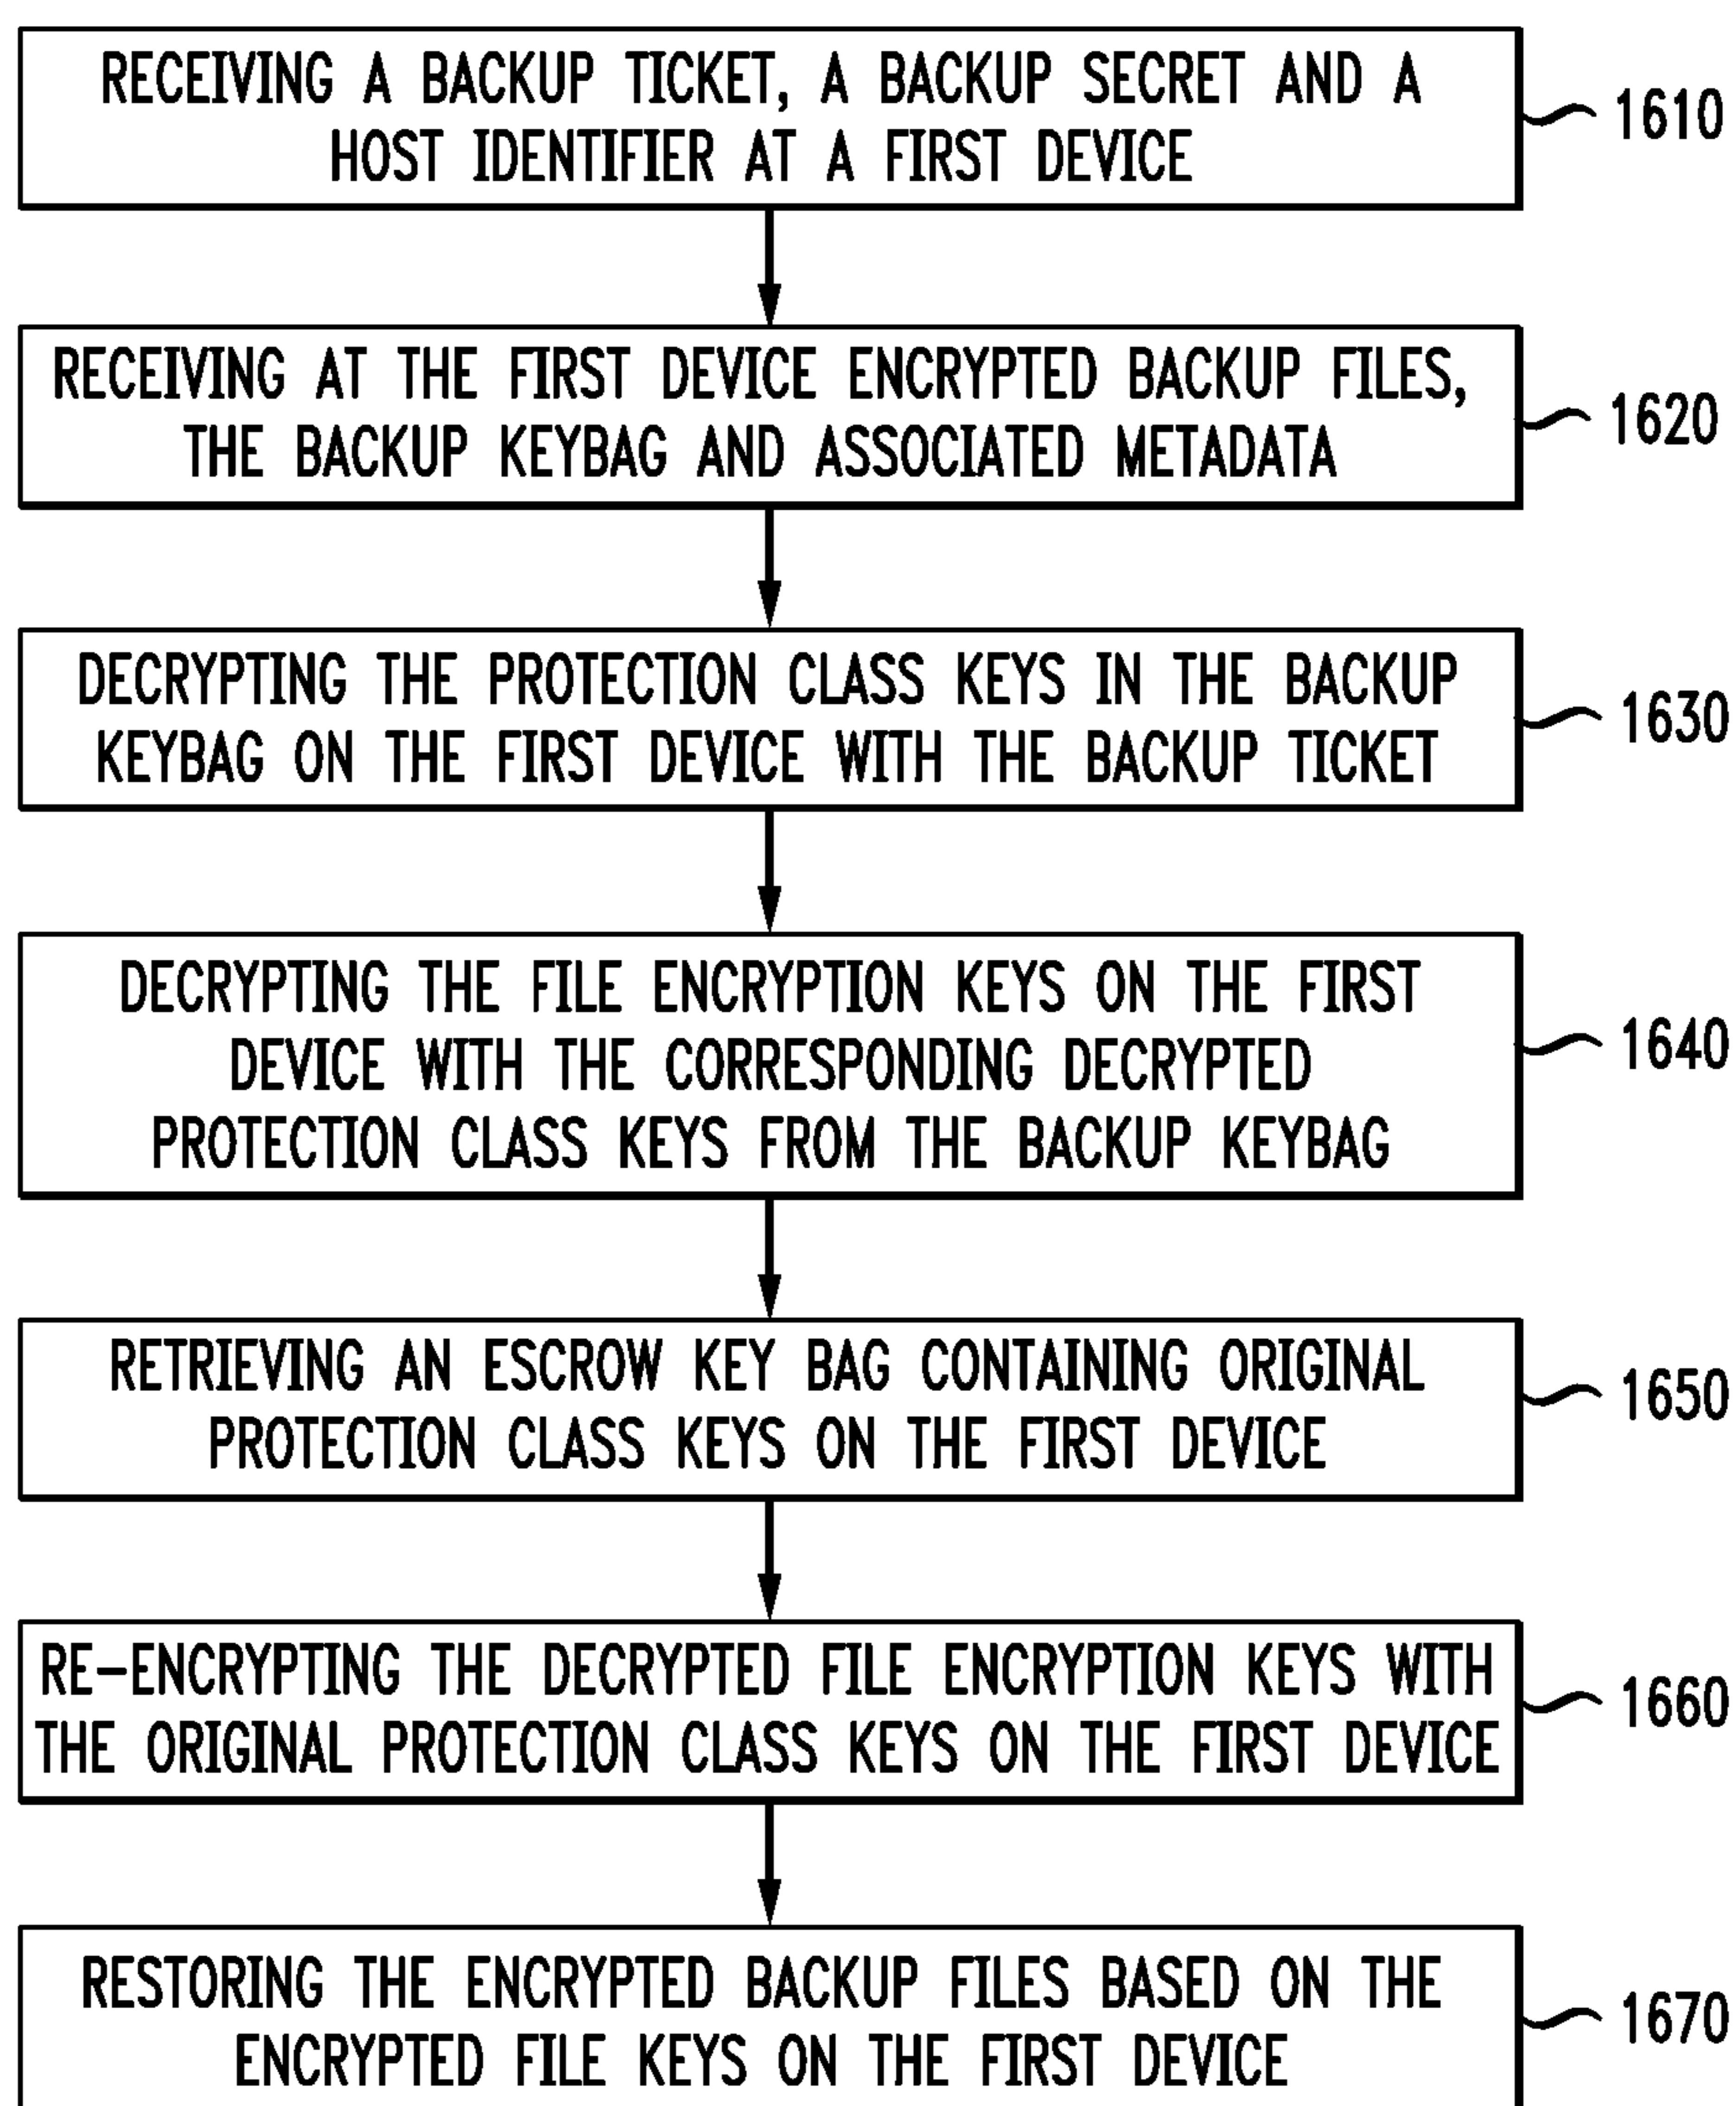 RECEIVING A BACKUP TICKET, A BACKUP SECRET AND A
HOST IDENTIFIER AT A FIRST DEVICE
1610
RECEIVING AT THE FIRST DEVICE ENCRYPTED BACKUP FILES,
THE BACKUP KEYBAG AND ASSOCIATED METADATA
1620
DECRYPTING THE PROTECTION CLASS KEYS IN THE BACKUP
KEYBAG ON THE FIRST DEVICE WITH THE BACKUP TICKET
1630
DECRYPTING THE FILE ENCRYPTION KEYS ON THE FIRST
DEVICE WITH THE CORRESPONDING DECRYPTED
PROTECTION CLASS KEYS FROM THE BACKUP KEYBAG
1640
RETRIEVING AN ESCROW KEY BAG CONTAINING ORIGINAL
PROTECTION CLASS KEYS ON THE FIRST DEVICE
1650
RE-ENCRYPTING THE DECRYPTED FILE ENCRYPTION KEYS WITH
THE ORIGINAL PROTECTION CLASS KEYS ON THE FIRST DEVICE
1660
RESTORING THE ENCRYPTED BACKUP FILES BASED ON THE
ENCRYPTED FILE KEYS ON THE FIRST DEVICE
1670